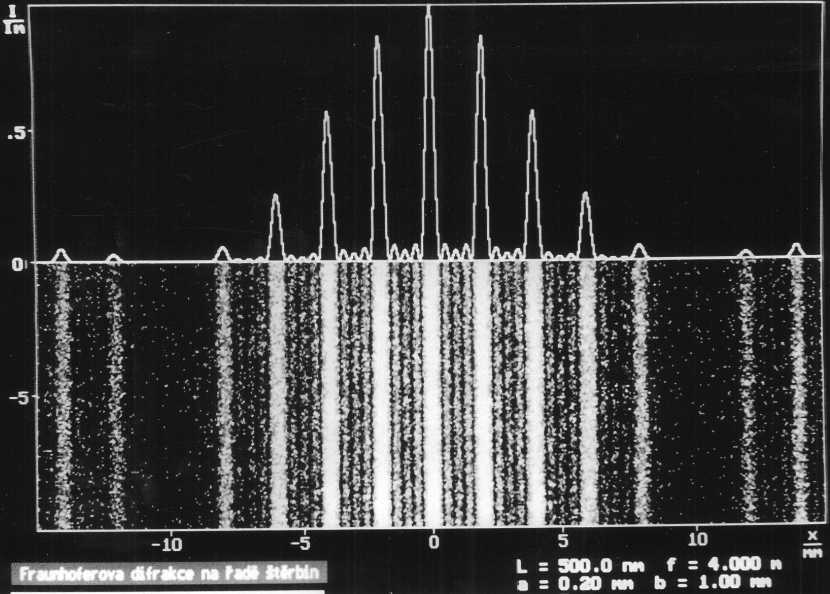 I
Im
.5
0
-5
-10 -5 0 5 10 x
mm
Fraunhoferova difrakce na řadě štěrbin
L = 500.0 nm f = 4.000 m
a = 0.20 mm b = 1.00 mm